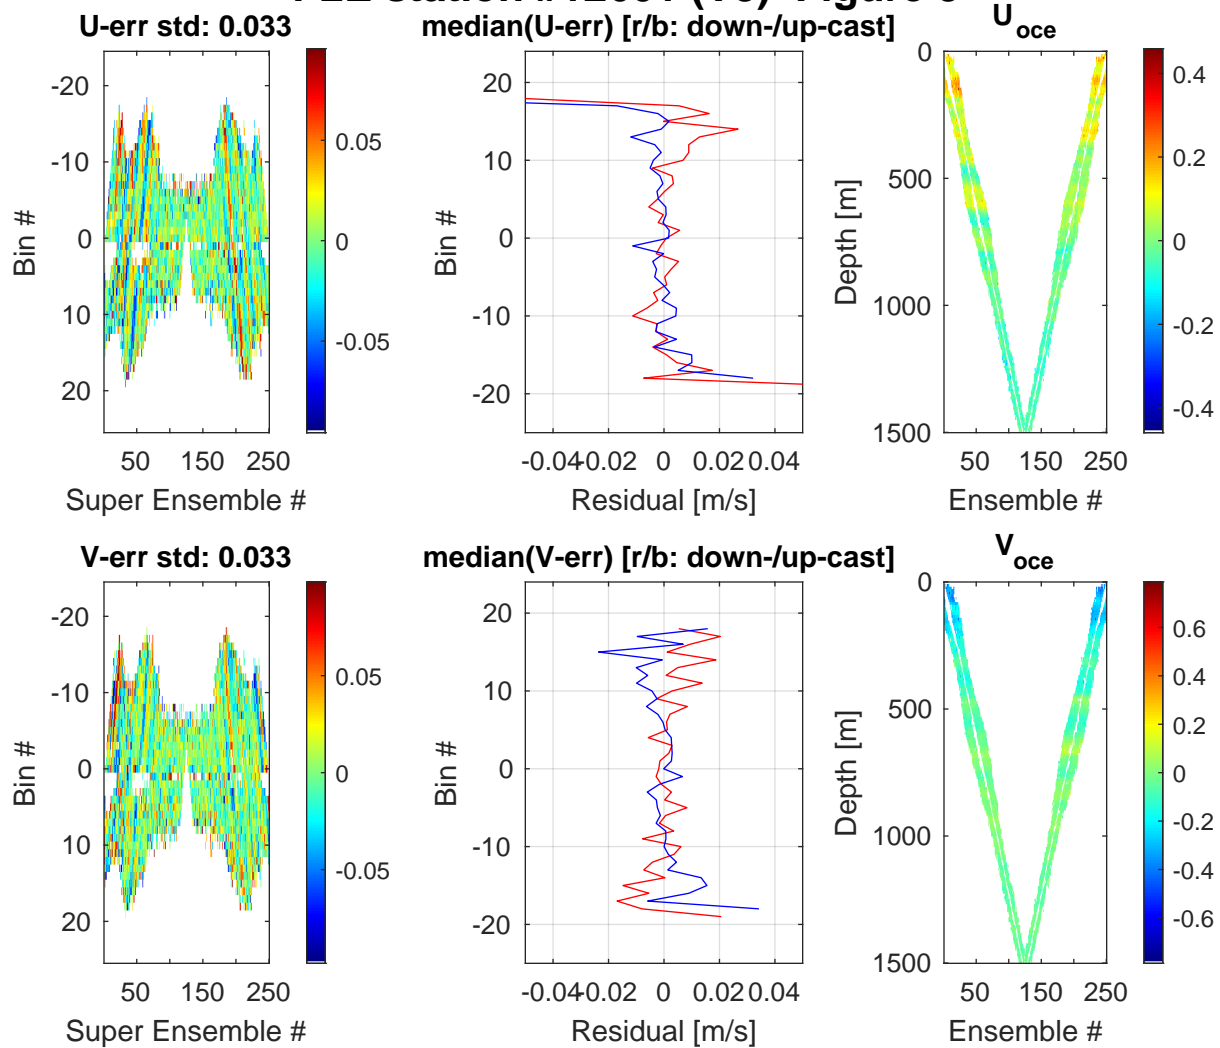 U-err std: 0.033
median(U-err) [r/b: down-/up-cast]
U oce
-20
-10
0
10
20
Bin #
50 150 250
Super Ensemble #
0.05
0
-0.05
20
10
0
-10
-20
Bin #
-0.04 -0.02 0 0.02 0.04
Residual [m/s]
0
500
1000
1500
Depth [m]
50 150 250
Ensemble #
0.4
0.2
0
-0.2
-0.4
V-err std: 0.033
median(V-err) [r/b: down-/up-cast]
V oce
-20
-10
0
10
20
Bin #
50 150 250
Super Ensemble #
0.05
0
-0.05
20
10
0
-10
-20
Bin #
-0.04 -0.02 0 0.02 0.04
Residual [m/s]
0
500
1000
1500
Depth [m]
50 150 250
Ensemble #
0.6
0.4
0.2
0
-0.2
-0.4
-0.6